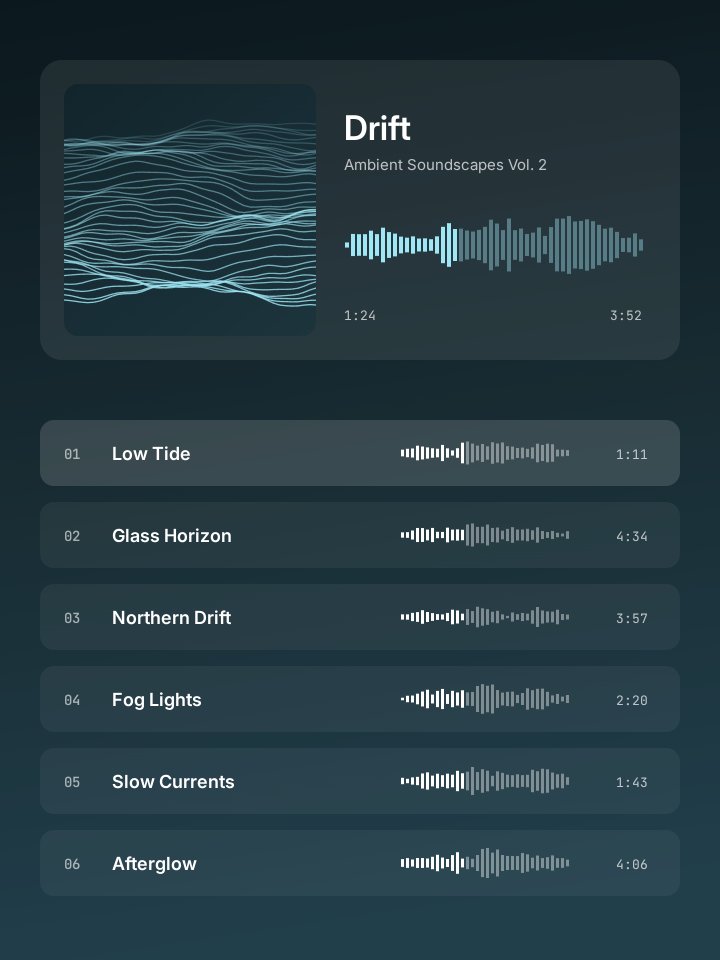 Drift
Ambient Soundscapes Vol. 2
1:24 3:52
01 Low Tide 1:11
02 Glass Horizon 4:34
03 Northern Drift 3:57
04 Fog Lights 2:20
05 Slow Currents 1:43
06 Afterglow 4:06